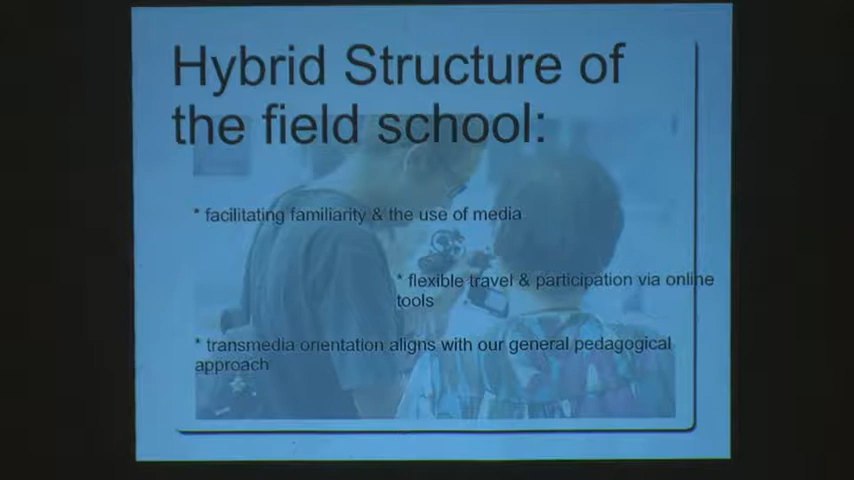 Hybrid Structure of
the field school:
* facilitating familiarity & the use of media
* flexible travel & participation via online
tools
* transmedia orientation aligns with our general pedagogical
approach